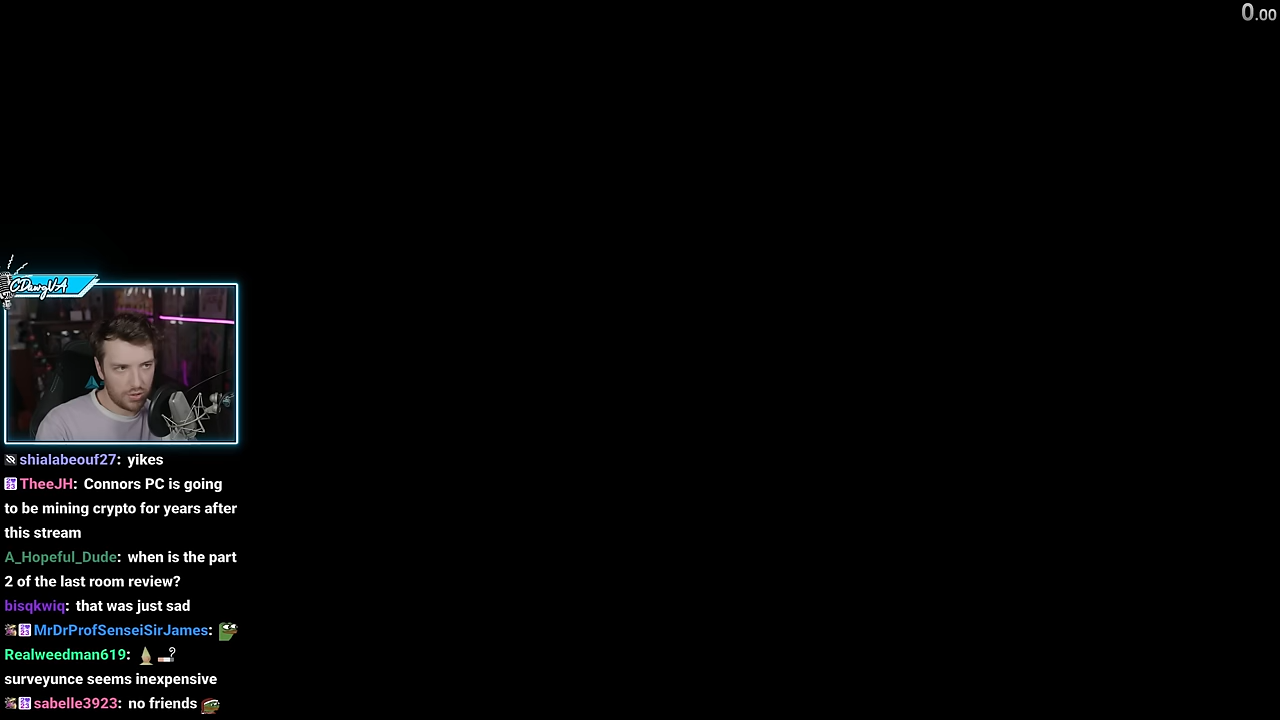 0.00
CDawgVA
shialabeouf27: yikes
TheeJH: Connors PC is going
to be mining crypto for years after
this stream
A_Hopeful_Dude: when is the part
2 of the last room review?
bisqkwiq: that was just sad
MrDrProfSenseiSirJames:
Realweedman619:
surveyunce seems inexpensive
sabelle3923: no friends